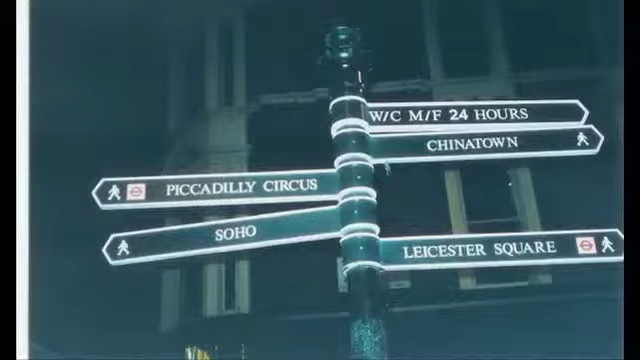 W/C M/F 24 HOURS
CHINATOWN
PICCADILLY CIRCUS
SOHO
LEICESTER SQUARE